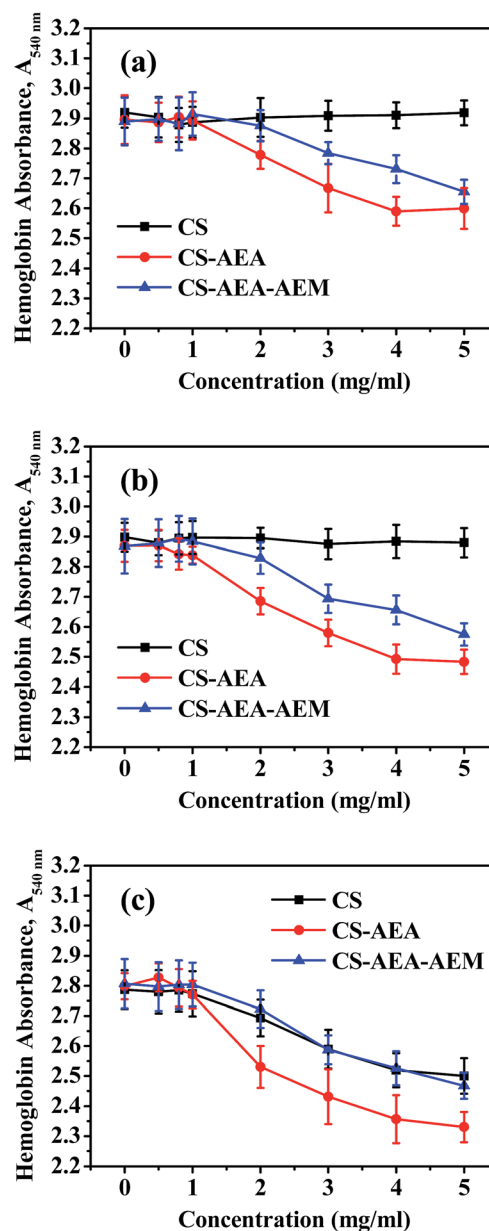 (a)
3.2
3.1
3.0
2.9
2.8
2.7
2.6
2.5
2.4
2.3
2.2
Hemoglobin Absorbance, A540 nm
CS
CS-AEA
CS-AEA-AEM
0 1 2 3 4 5
Concentration (mg/ml)
(b)
3.2
3.1
3.0
2.9
2.8
2.7
2.6
2.5
2.4
2.3
2.2
Hemoglobin Absorbance, A540 nm
CS
CS-AEA
CS-AEA-AEM
0 1 2 3 4 5
Concentration (mg/ml)
(c)
3.2
3.1
3.0
2.9
2.8
2.7
2.6
2.5
2.4
2.3
2.2
Hemoglobin Absorbance, A540 nm
CS
CS-AEA
CS-AEA-AEM
0 1 2 3 4 5
Concentration (mg/ml)